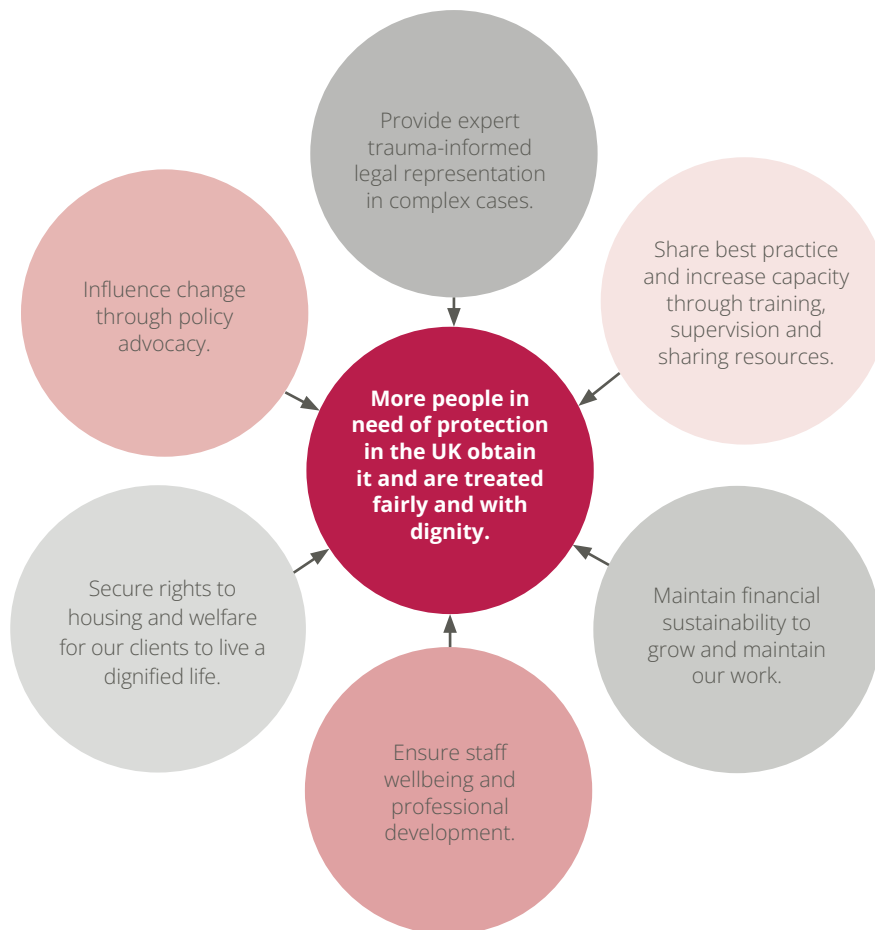 Provide expert
trauma-informed
legal representation
in complex cases.
Share best practice
and increase capacity
through training,
supervision and
sharing resources.
Influence change
through policy
advocacy.
More people in
need of protection
in the UK obtain
it and are treated
fairly and with
dignity.
Secure rights to
housing and welfare
for our clients to live a
dignified life.
Maintain financial
sustainability to
grow and maintain
our work.
Ensure staff
wellbeing and
professional
development.